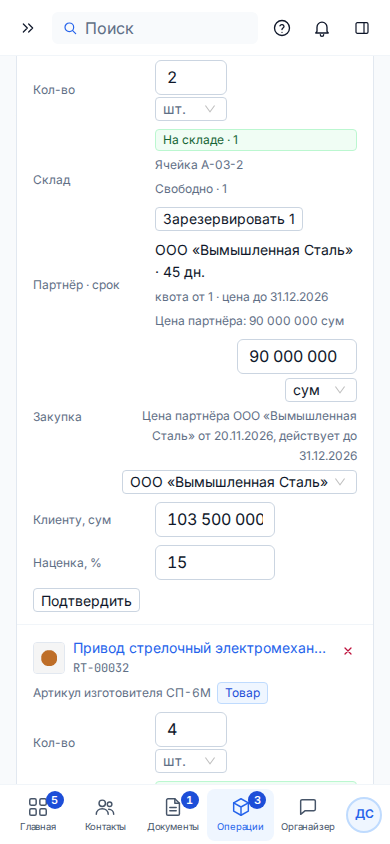 Поиск
Кол-во
2
шт.
Склад
На складе · 1
Ячейка A-03-2
Свободно · 1
Зарезервировать 1
Партнёр · срок
ООО «Вымышленная Сталь»
· 45 дн.
квота от 1 · цена до 31.12.2026
Цена партнёра: 90 000 000 сум
Закупка
90 000 000
сум
Цена партнёра ООО «Вымышленная
Сталь» от 20.11.2026, действует до
31.12.2026
ООО «Вымышленная Сталь»
Клиенту, сум
103 500 000
Наценка, %
15
Подтвердить
Привод стрелочный электромехан...
RT-00032
Артикул изготовителя СП-6М Товар
Кол-во
4
шт.
5
1
3
Главная
Контакты
Документы
Операции
Органайзер
ДС